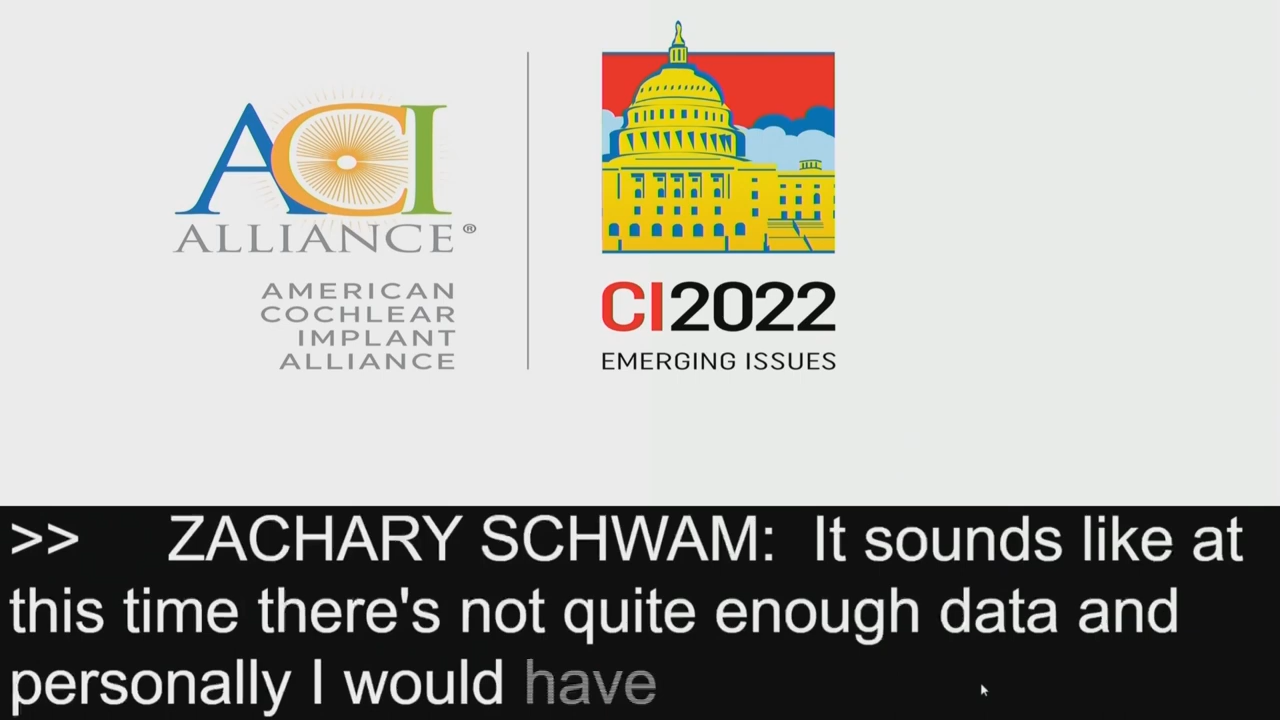 ACI
ALLIANCE®
AMERICAN
COCHLEAR
IMPLANT
ALLIANCE
CI2022
EMERGING ISSUES
>> ZACHARY SCHWAM: It sounds like at
this time there's not quite enough data and
personally I would have